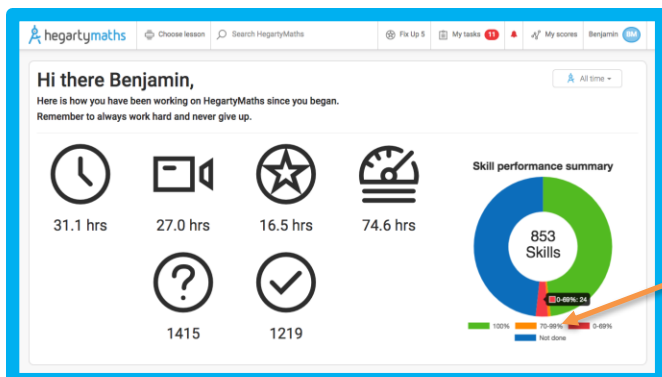 hegartymaths Choose lesson Search HegartyMaths Fix Up 5 My tasks 11 My scores Benjamin BM
Hi there Benjamin,
All time
Here is how you have been working on HegartyMaths since you began.
Remember to always work hard and never give up.
Skill performance summary
31.1 hrs 27.0 hrs 16.5 hrs 74.6 hrs
853
Skills
0-69%: 24
1415 1219
100% 70-99% 0-69%
Not done